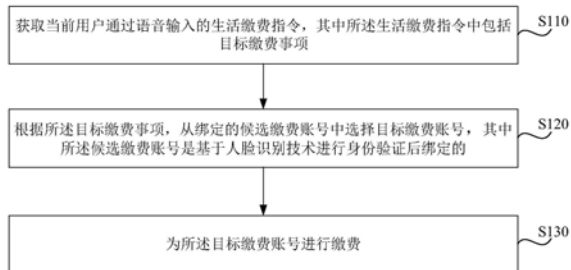 获取当前用户通过语音输入的生活缴费指令，其中所述生活缴费指令中包括
目标缴费事项
S110
根据所述目标缴费事项，从绑定的候选缴费账号中选择目标缴费账号，其中
所述候选缴费账号是基于人脸识别技术进行身份验证后绑定的
S120
为所述目标缴费账号进行缴费
S130